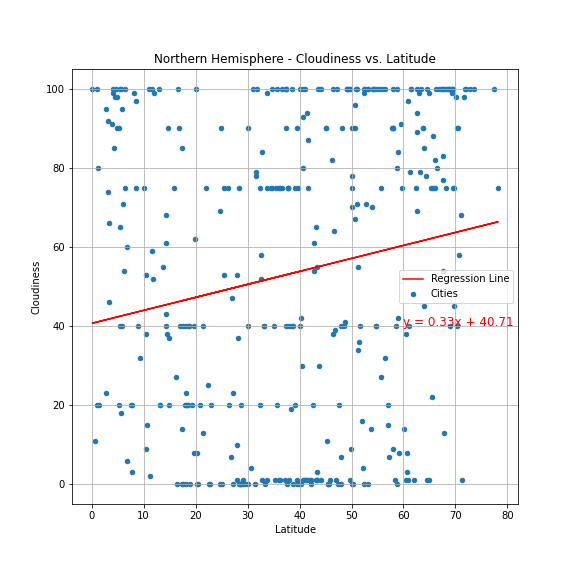 Northern Hemisphere - Cloudiness vs. Latitude
100
80
60
40
20
0
Cloudiness
Regression Line
Cities
y = 0.33x + 40.71
0 10 20 30 40 50 60 70 80
Latitude